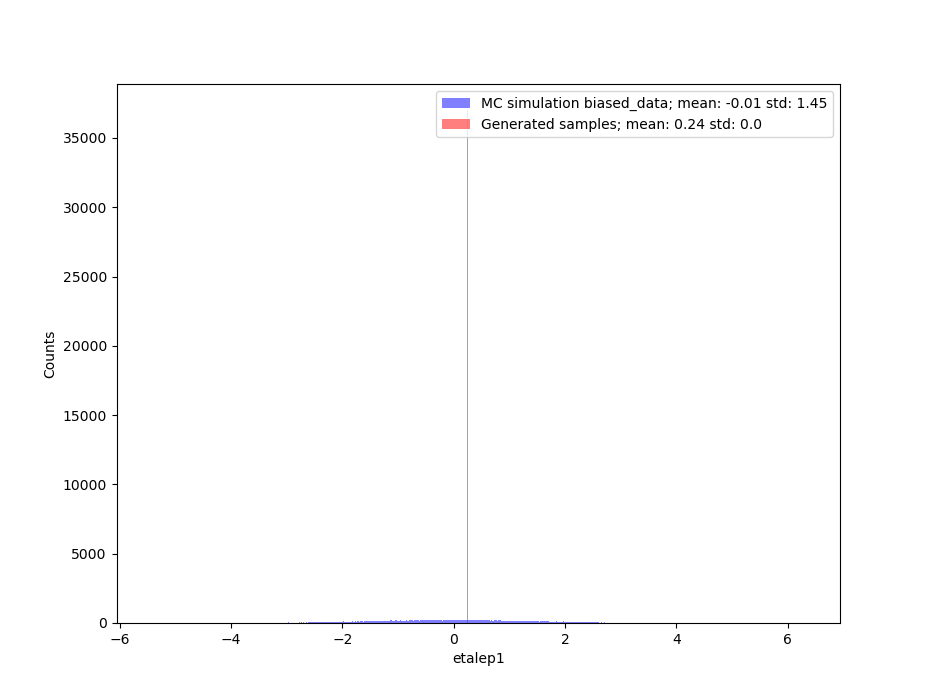 MC simulation biased_data; mean: -0.01 std: 1.45
Generated samples; mean: 0.24 std: 0.0
35000
30000
25000
20000
15000
10000
5000
0
−6 −4 −2 0 2 4 6
Counts
etalep1